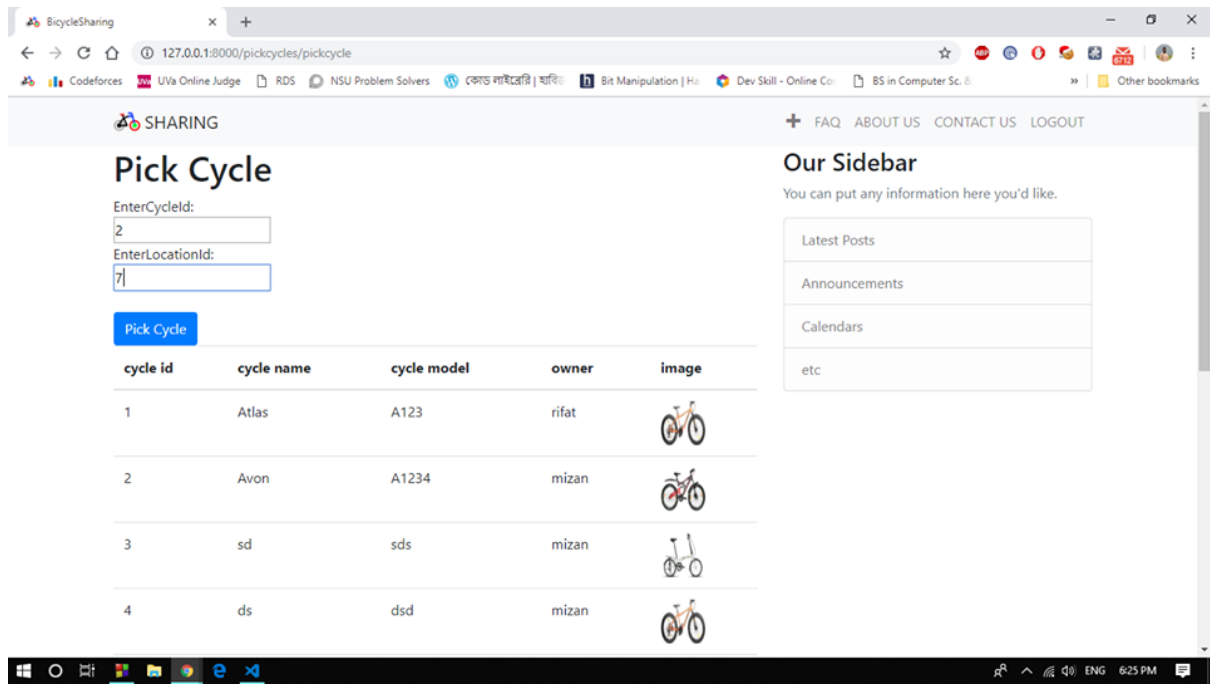 BicycleSharing
127.0.0.1:8000/pickcycles/pickcycle
ABP
6712
Codeforces UVa UVa Online Judge RDS NSU Problem Solvers কোড লাইব্রেরি | h Bit Manipulation | Ha Dev Skill - Online Co BS in Computer Sc. & » Other bookmarks
SHARING FAQ ABOUT US CONTACT US LOGOUT
Pick Cycle
EnterCycleId:
2
EnterLocationId:
7
Pick Cycle
Our Sidebar
You can put any information here you'd like.
Latest Posts
Announcements
Calendars
etc
cycle id cycle name cycle model owner image
1 Atlas A123 rifat
2 Avon A1234 mizan
3 sd sds mizan
4 ds dsd mizan
ENG 6:25 PM